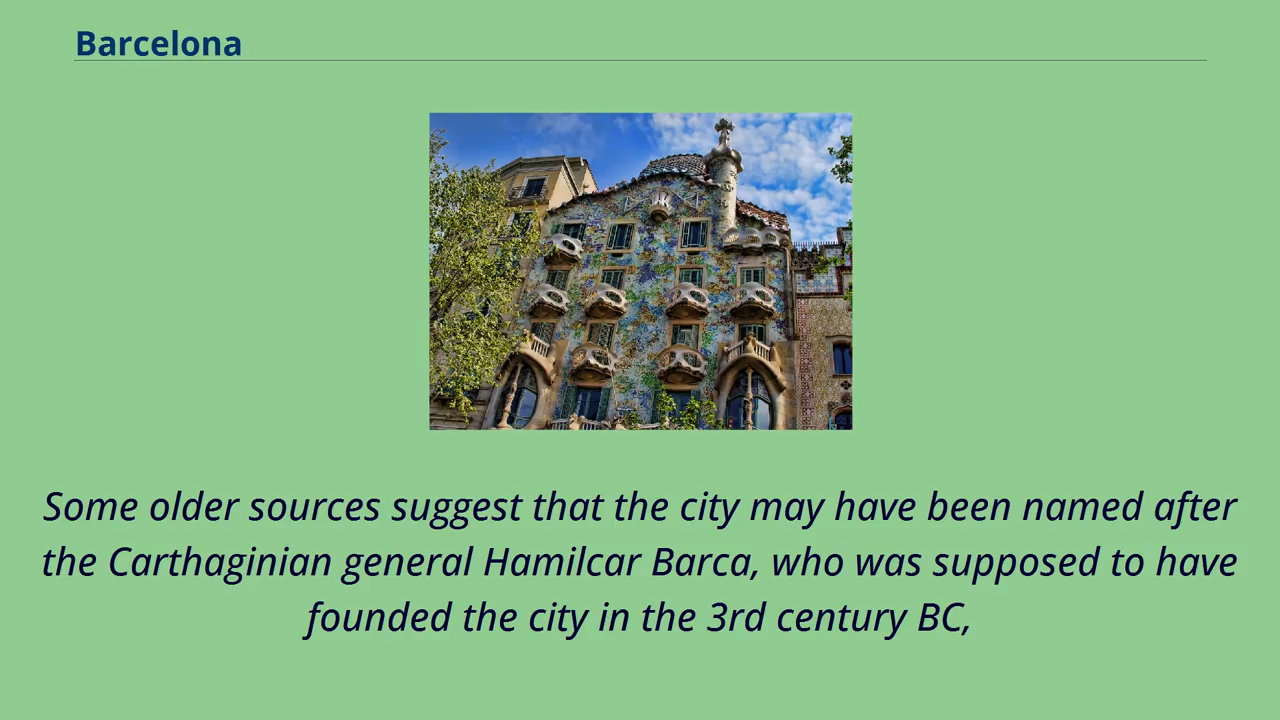 Barcelona
Some older sources suggest that the city may have been named after
the Carthaginian general Hamilcar Barca, who was supposed to have
founded the city in the 3rd century BC,